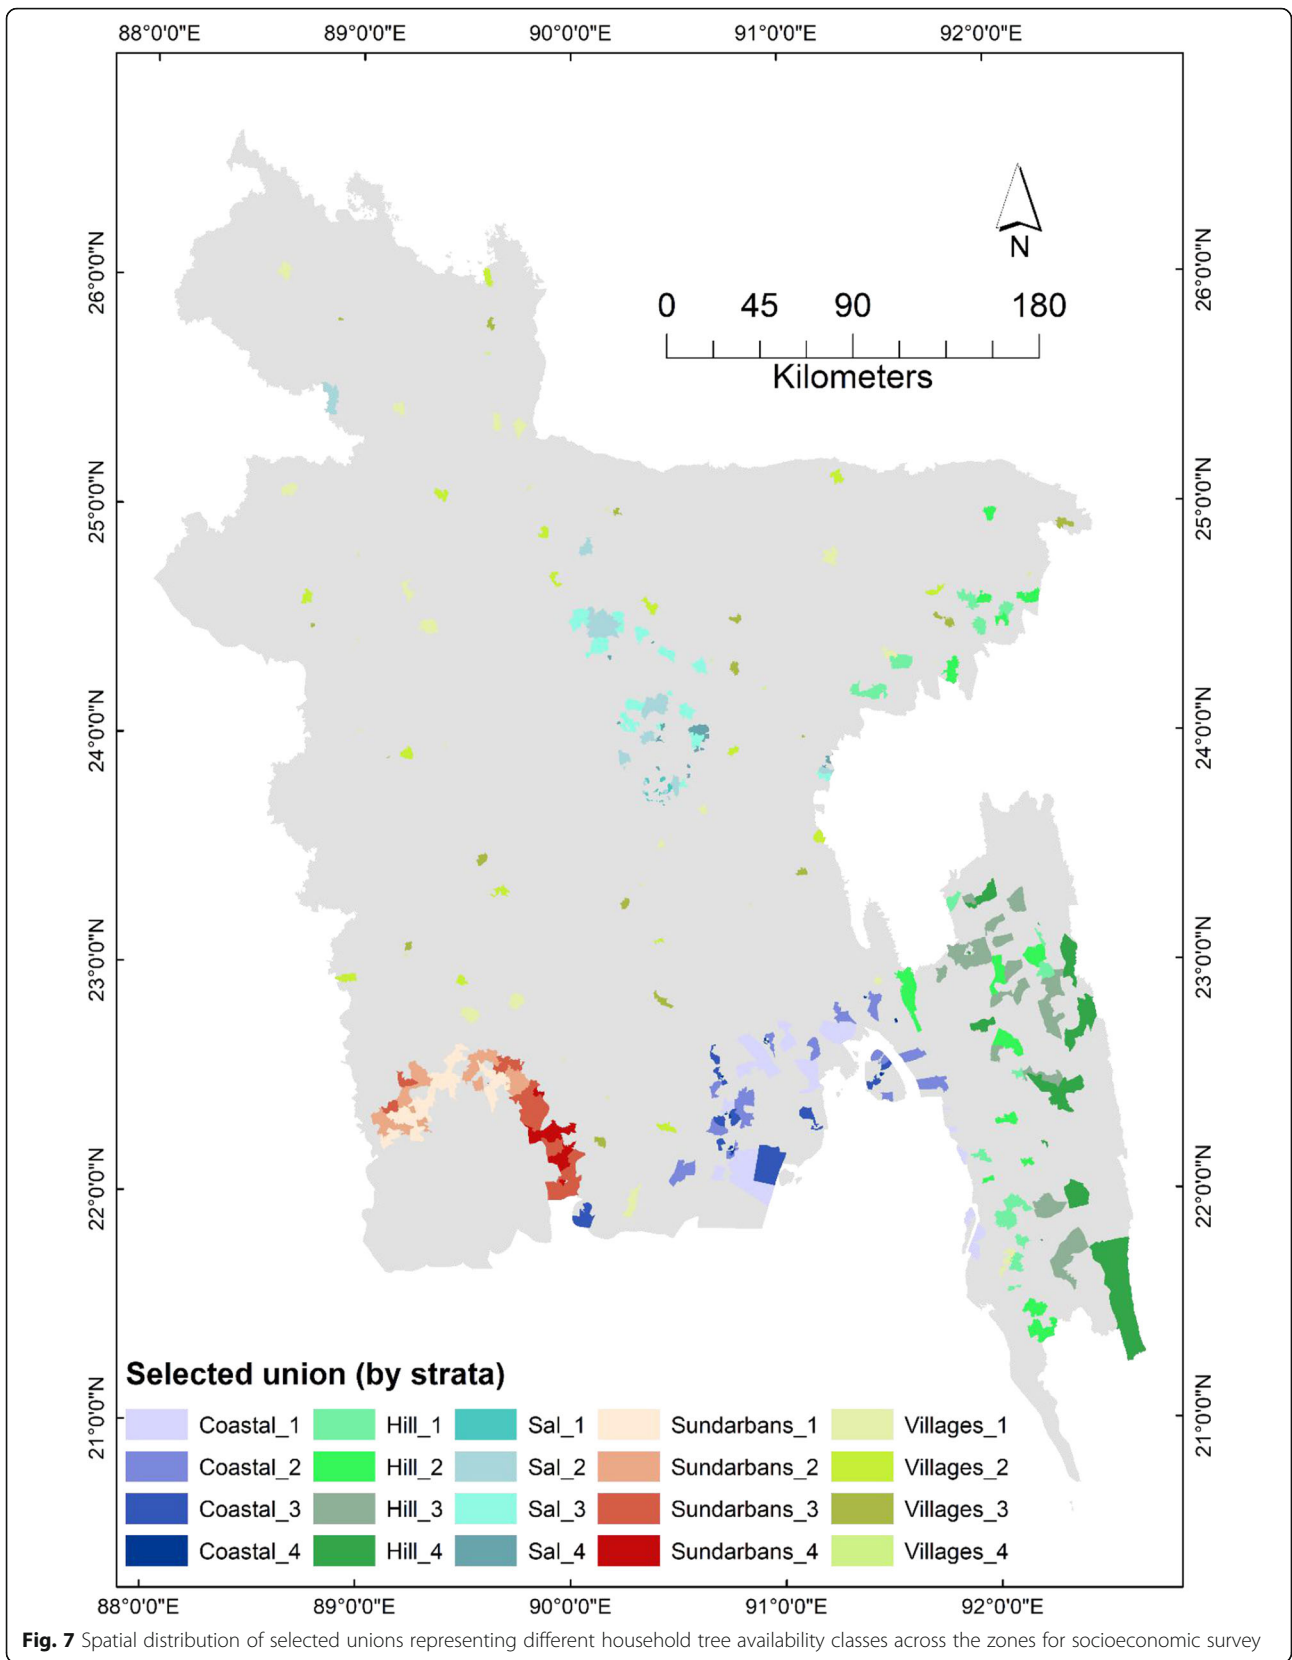 88°0'0"E 89°0'0"E 90°0'0"E 91°0'0"E 92°0'0"E
26°0'0"N 26°0'0"N
25°0'0"N 25°0'0"N
24°0'0"N 24°0'0"N
23°0'0"N 23°0'0"N
22°0'0"N 22°0'0"N
21°0'0"N 21°0'0"N
N
0 45 90 180
Kilometers
Selected union (by strata)
Coastal_1 Hill_1 Sal_1 Sundarbans_1 Villages_1
Coastal_2 Hill_2 Sal_2 Sundarbans_2 Villages_2
Coastal_3 Hill_3 Sal_3 Sundarbans_3 Villages_3
Coastal_4 Hill_4 Sal_4 Sundarbans_4 Villages_4
88°0'0"E 89°0'0"E 90°0'0"E 91°0'0"E 92°0'0"E
Fig. 7 Spatial distribution of selected unions representing different household tree availability classes across the zones for socioeconomic survey